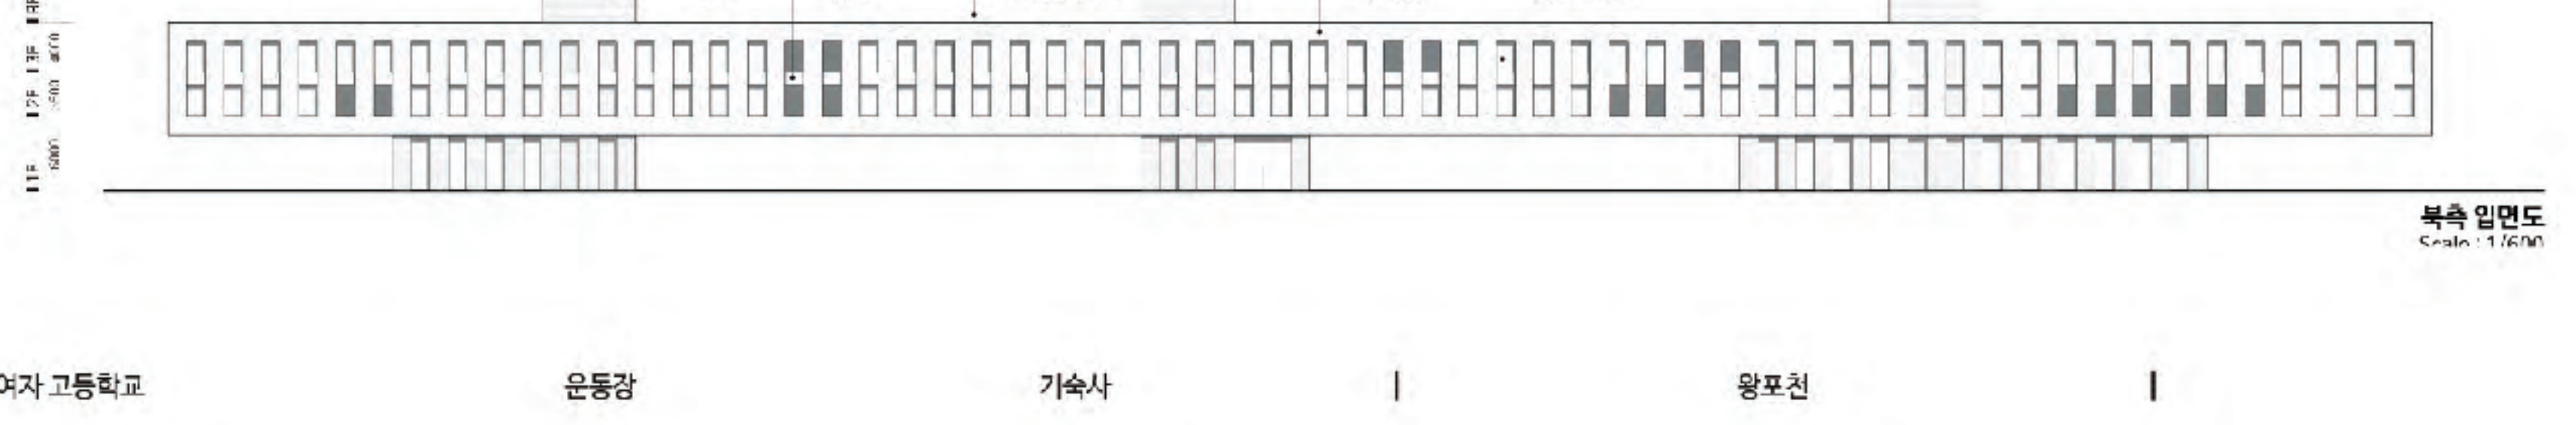 북측 입면도
Scale : 1/600
여자 고등학교
운동장
기숙사
왕포천